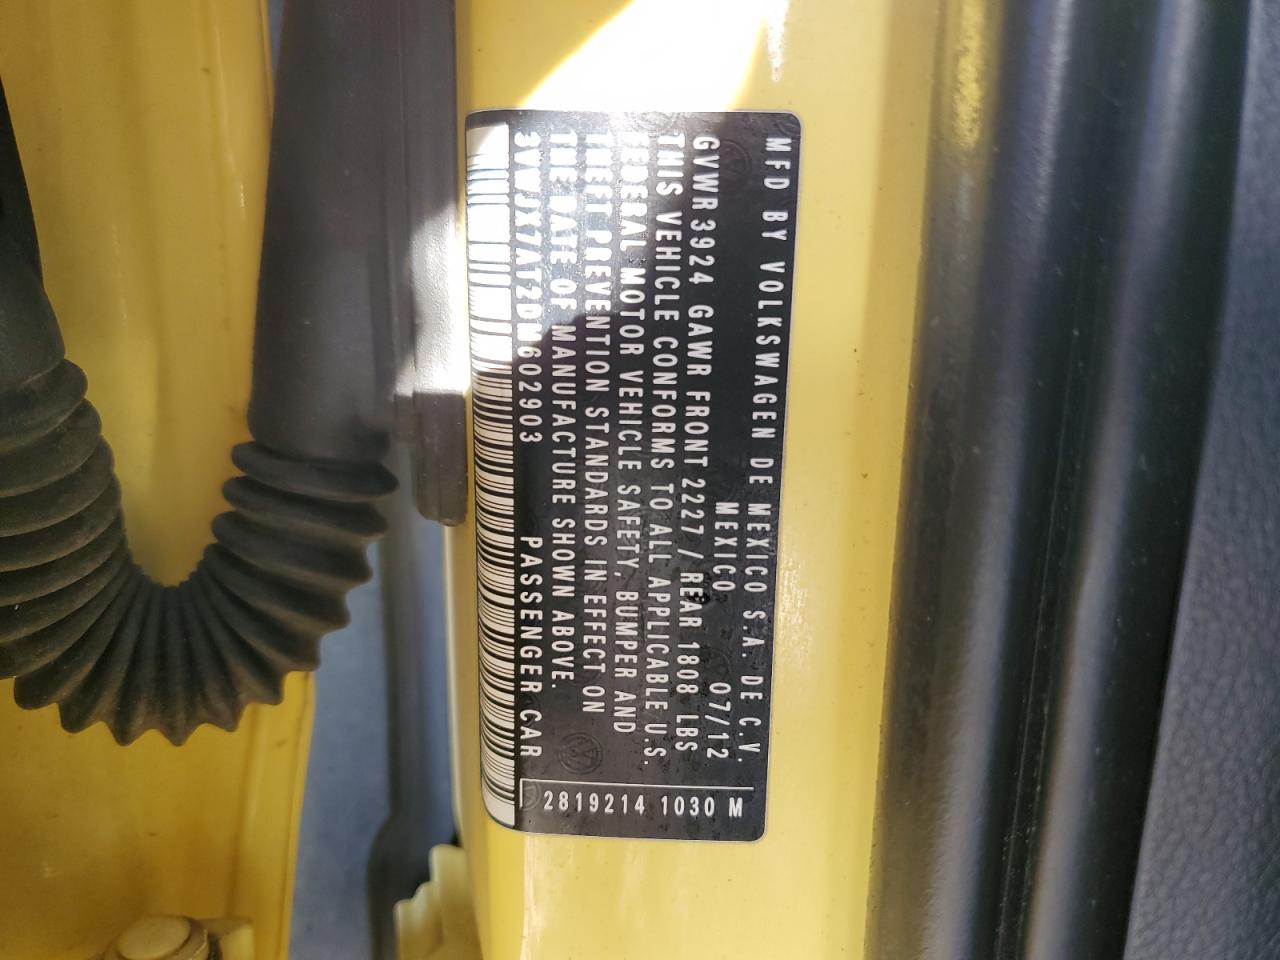 MFD BY VOLKSWAGEN DE MEXICO S.A. DE C.V.
MEXICO 07/12
GVWR 3924 GAWR FRONT 2227 / REAR 1808 LBS
THIS VEHICLE CONFORMS TO ALL APPLICABLE U.S.
FEDERAL MOTOR VEHICLE SAFETY, BUMPER AND
THEFT PREVENTION STANDARDS IN EFFECT ON
THE DATE OF MANUFACTURE SHOWN ABOVE.
3VWJX7AT2DM602903 PASSENGER CAR
2819214 1030 M